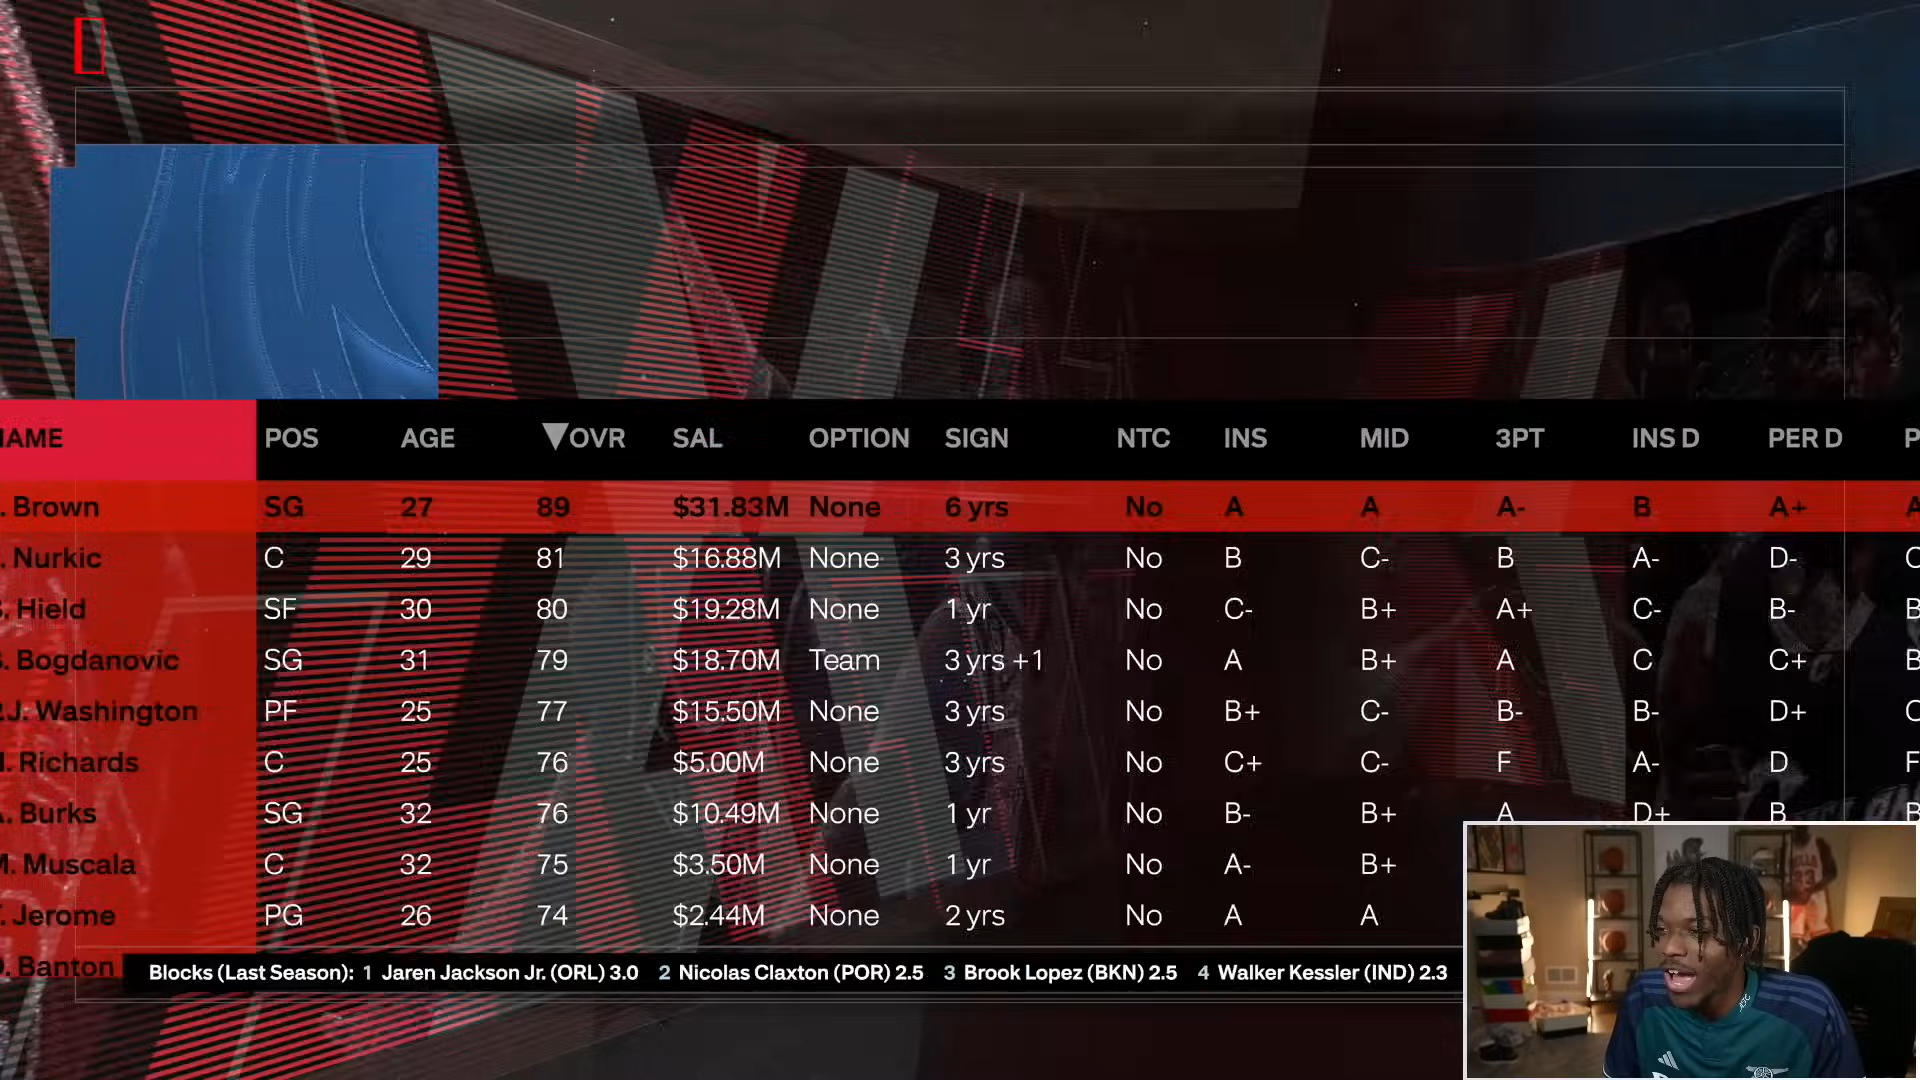 NAME POS AGE ▼OVR SAL OPTION SIGN NTC INS MID 3PT INS D PER D P
. Brown SG 27 89 $31.83M None 6 yrs No A A A- B A+ A
. Nurkic C 29 81 $16.88M None 3 yrs No B C- B A- D- C
. Hield SF 30 80 $19.28M None 1 yr No C- B+ A+ C- B- B
. Bogdanovic SG 31 79 $18.70M Team 3 yrs +1 No A B+ A C C+ B
.J. Washington PF 25 77 $15.50M None 3 yrs No B+ C- B- B- D+ C
. Richards C 25 76 $5.00M None 3 yrs No C+ C- F A- D F
. Burks SG 32 76 $10.49M None 1 yr No B- B+ A D+ B B
M. Muscala C 32 75 $3.50M None 1 yr No A- B+
. Jerome PG 26 74 $2.44M None 2 yrs No A A
. Banton
Blocks (Last Season): 1 Jaren Jackson Jr. (ORL) 3.0 2 Nicolas Claxton (POR) 2.5 3 Brook Lopez (BKN) 2.5 4 Walker Kessler (IND) 2.3